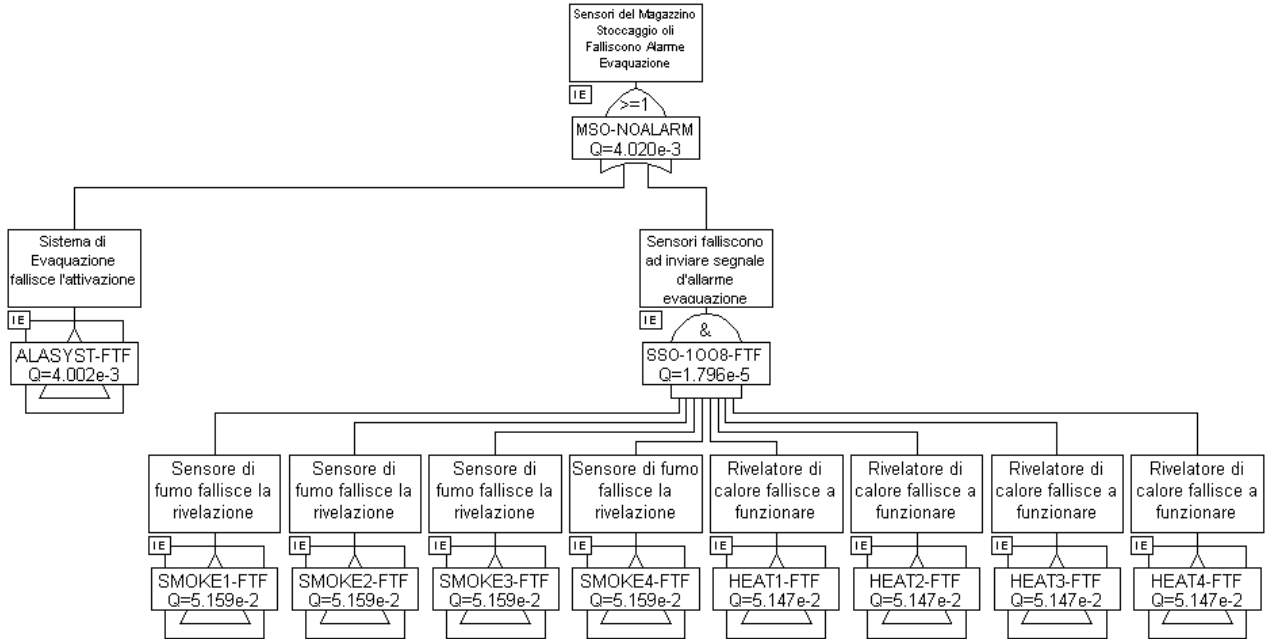 Sensori del Magazzino
Stoccaggio oli
Falliscono Alarme
Evaquazione
IE
>=1
MSO-NOALARM
Q=4.020e-3
Sistema di
Evaquazione
fallisce l'attivazione
IE
ALASYST-FTF
Q=4.002e-3
Sensori falliscono
ad inviare segnale
d'allarme
evaquazione
IE
&
SSO-1OO8-FTF
Q=1.796e-5
Sensore di
fumo fallisce la
rivelazione
IE
SMOKE1-FTF
Q=5.159e-2
Sensore di
fumo fallisce la
rivelazione
IE
SMOKE2-FTF
Q=5.159e-2
Sensore di
fumo fallisce la
rivelazione
IE
SMOKE3-FTF
Q=5.159e-2
Sensore di fumo
fallisce la
rivelazione
IE
SMOKE4-FTF
Q=5.159e-2
Rivelatore di
calore fallisce a
funzionare
IE
HEAT1-FTF
Q=5.147e-2
Rivelatore di
calore fallisce a
funzionare
IE
HEAT2-FTF
Q=5.147e-2
Rivelatore di
calore fallisce a
funzionare
IE
HEAT3-FTF
Q=5.147e-2
Rivelatore di
calore fallisce a
funzionare
IE
HEAT4-FTF
Q=5.147e-2